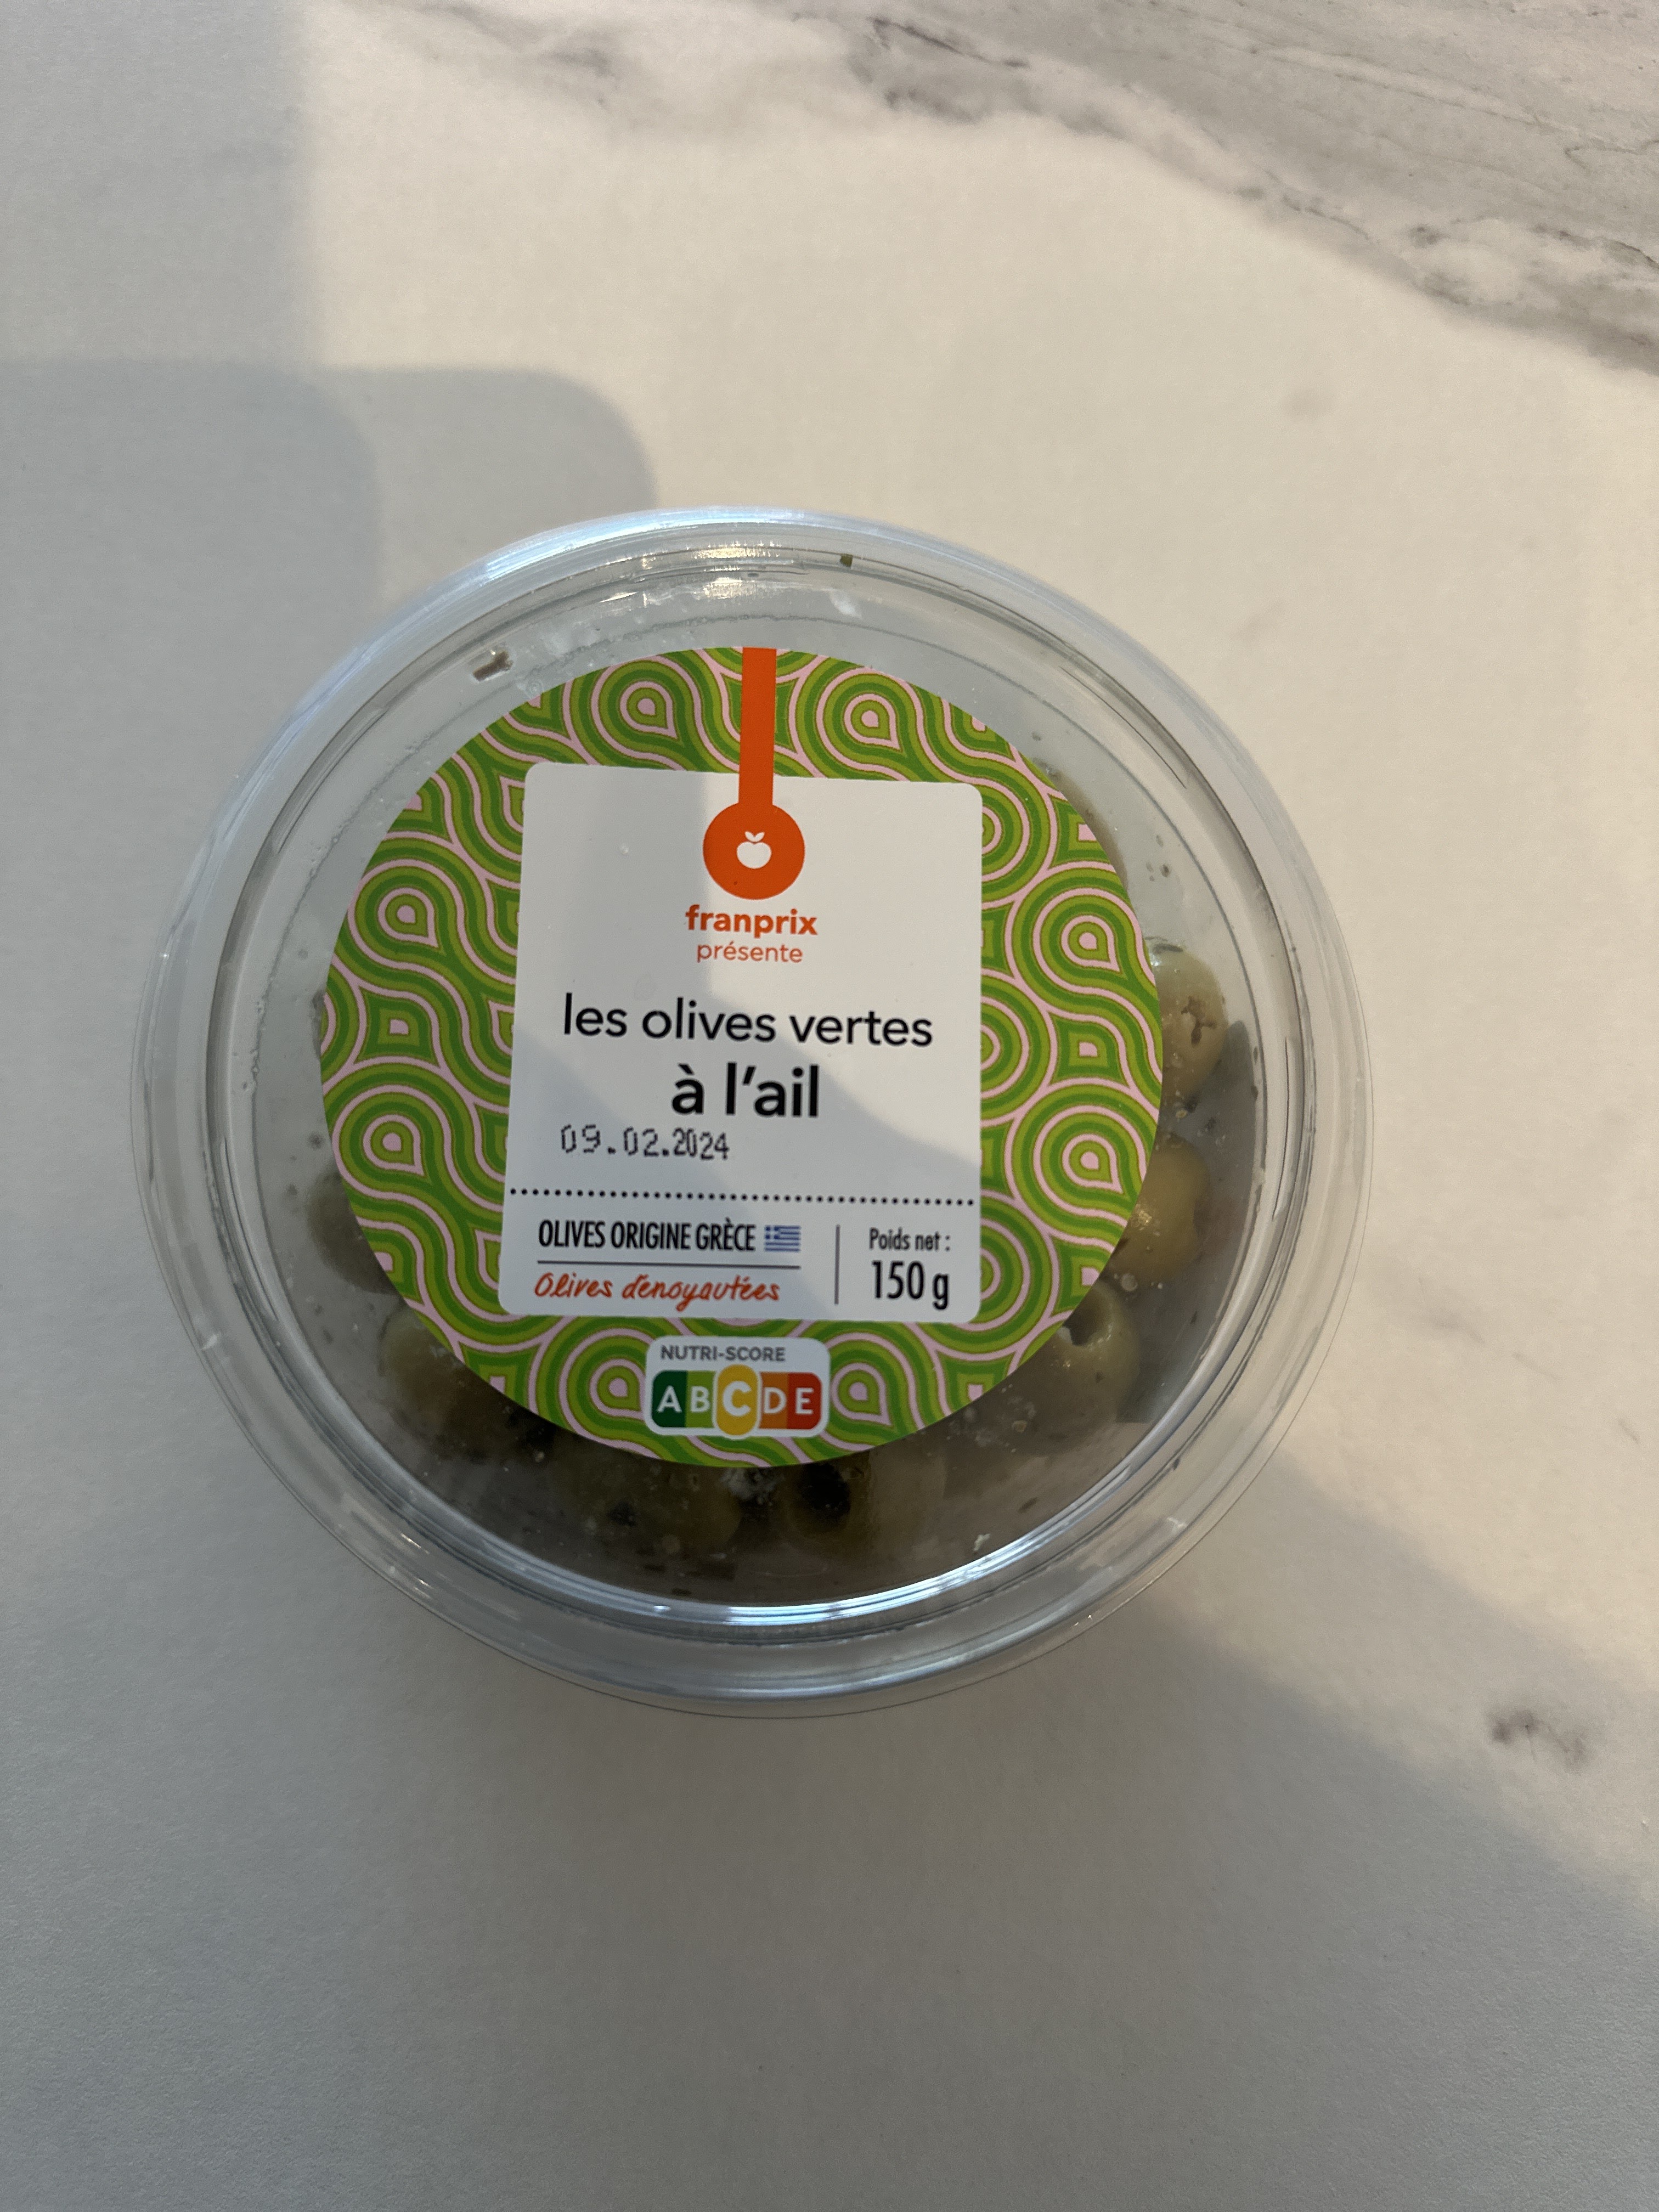 franprix
présente
les olives vertes
à l'ail
09.02.2024
OLIVES ORIGINE GRÈCE
Olives dénoyautées
Poids net :
150 g
NUTRI-SCORE
A B C D E